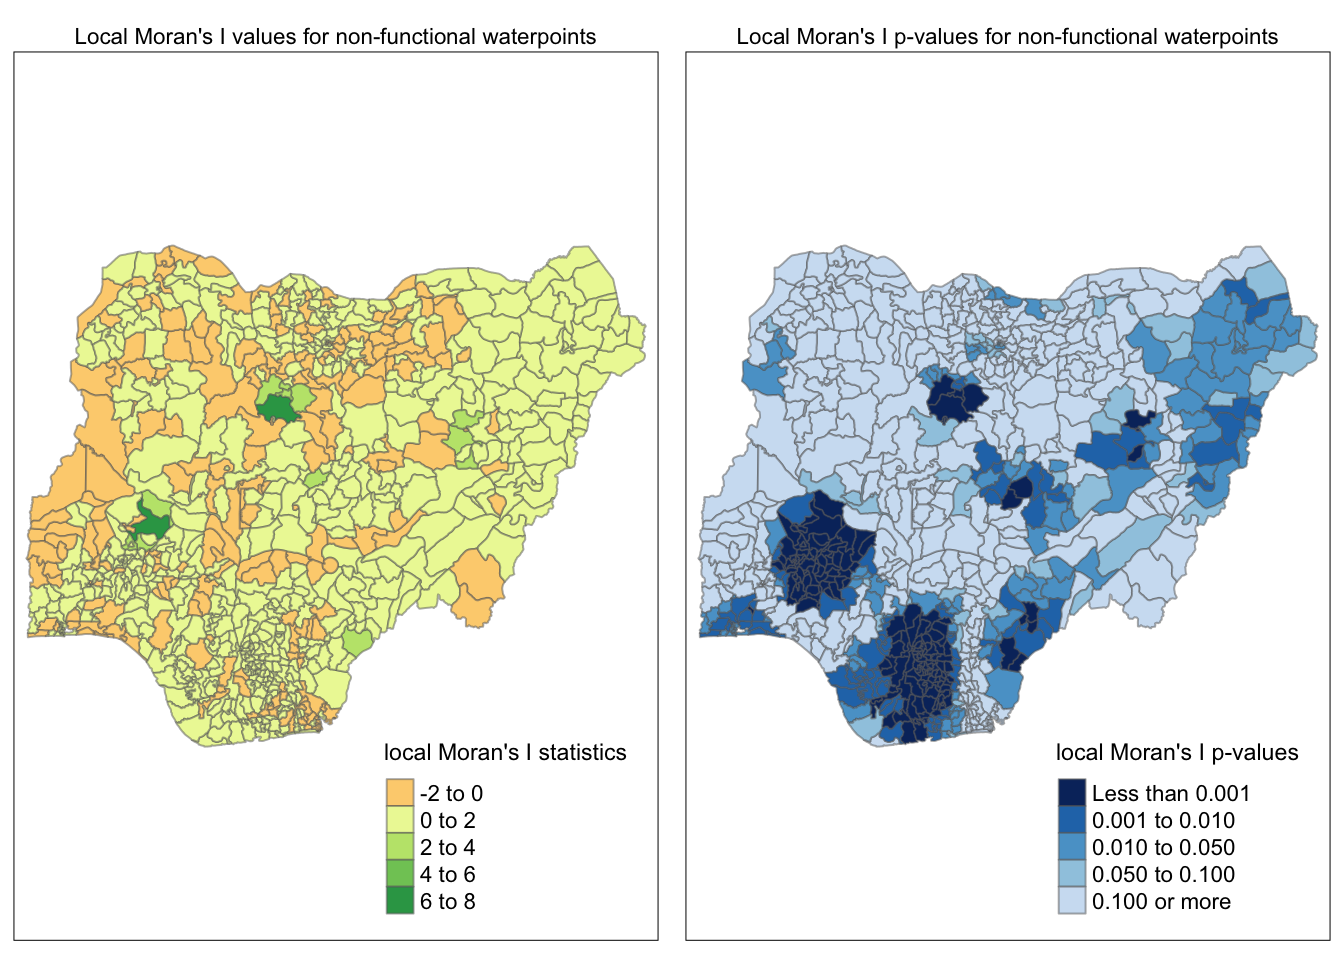 Local Moran's I values for non-functional waterpoints
local Moran's I statistics
-2 to 0
0 to 2
2 to 4
4 to 6
6 to 8
Local Moran's I p-values for non-functional waterpoints
local Moran's I p-values
Less than 0.001
0.001 to 0.010
0.010 to 0.050
0.050 to 0.100
0.100 or more